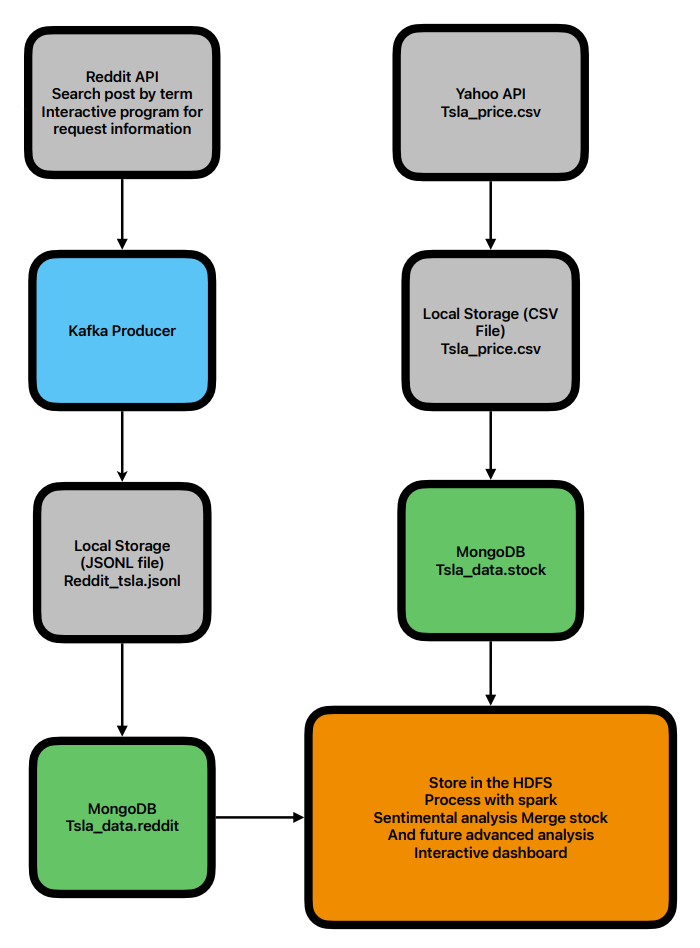 Reddit API
Search post by term
Interactive program for
request information
Yahoo API
Tsla_price.csv
Kafka Producer
Local Storage (CSV
File)
Tsla_price.csv
Local Storage
(JSONL file)
Reddit_tsla.jsonl
MongoDB
Tsla_data.stock
MongoDB
Tsla_data.reddit
Store in the HDFS
Process with spark
Sentimental analysis Merge stock
And future advanced analysis
Interactive dashboard